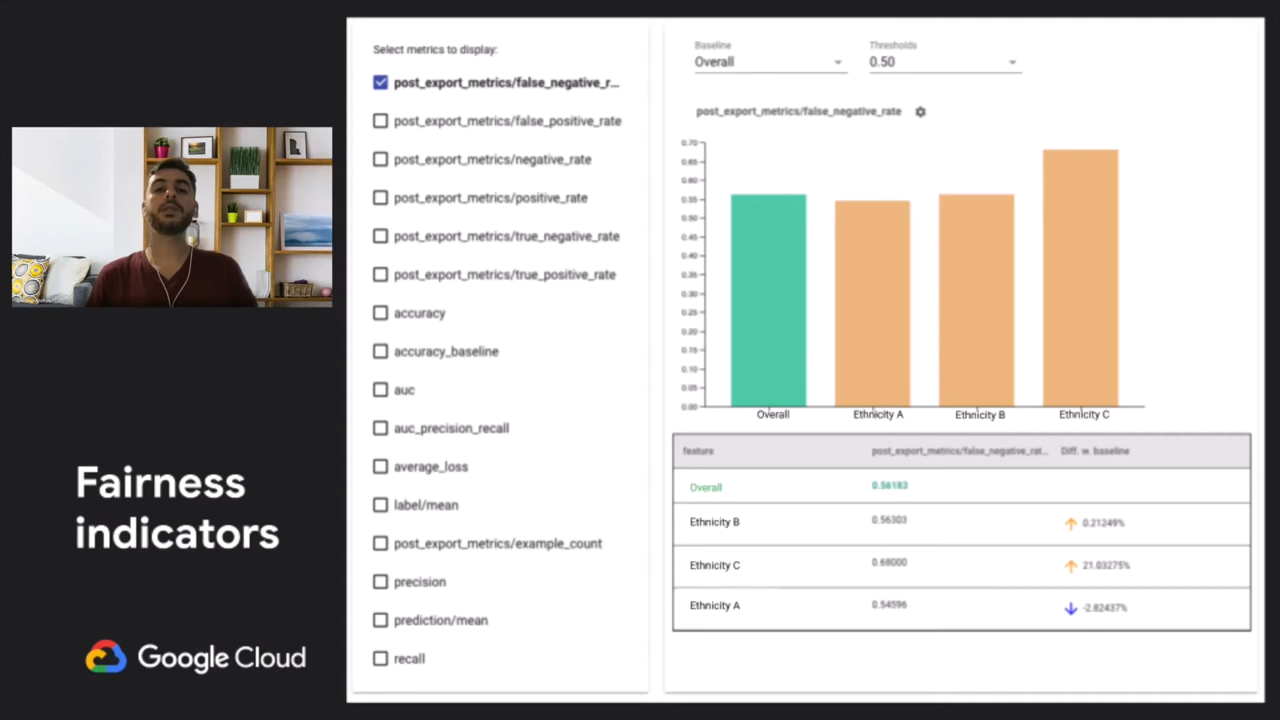 Select metrics to display:
post_export_metrics/false_negative_r...
post_export_metrics/false_positive_rate
post_export_metrics/negative_rate
post_export_metrics/positive_rate
post_export_metrics/true_negative_rate
post_export_metrics/true_positive_rate
accuracy
accuracy_baseline
auc
auc_precision_recall
average_loss
label/mean
post_export_metrics/example_count
precision
prediction/mean
recall
Baseline
Thresholds
Overall
0.50
post_export_metrics/false_negative_rate
0.70
0.65
0.60
0.55
0.50
0.45
0.40
0.35
0.30
0.25
0.20
0.15
0.10
0.05
0.00
Overall
Ethnicity A
Ethnicity B
Ethnicity C
feature post_export_metrics/false_negative_rat... Diff. w. baseline
Overall 0.56183
Ethnicity B 0.56303 0.21249%
Ethnicity C 0.68000 21.03275%
Ethnicity A 0.54596 -2.82437%
Fairness
indicators
Google Cloud